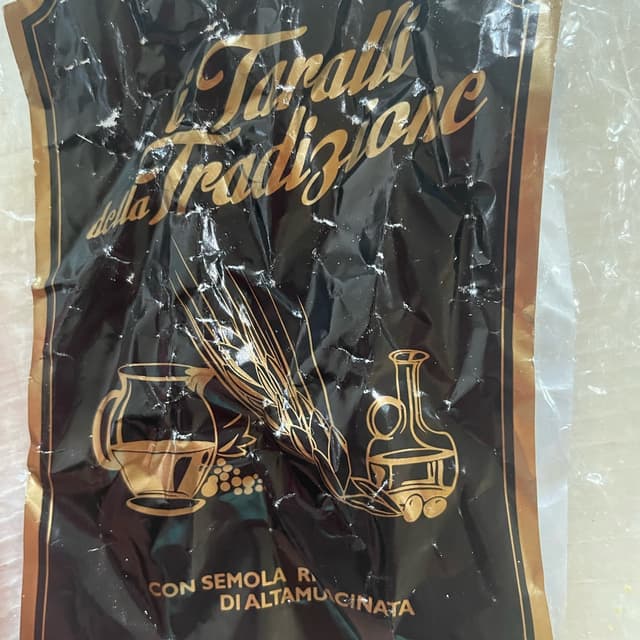 i Taralli
della Tradizione
CON SEMOLA
DI